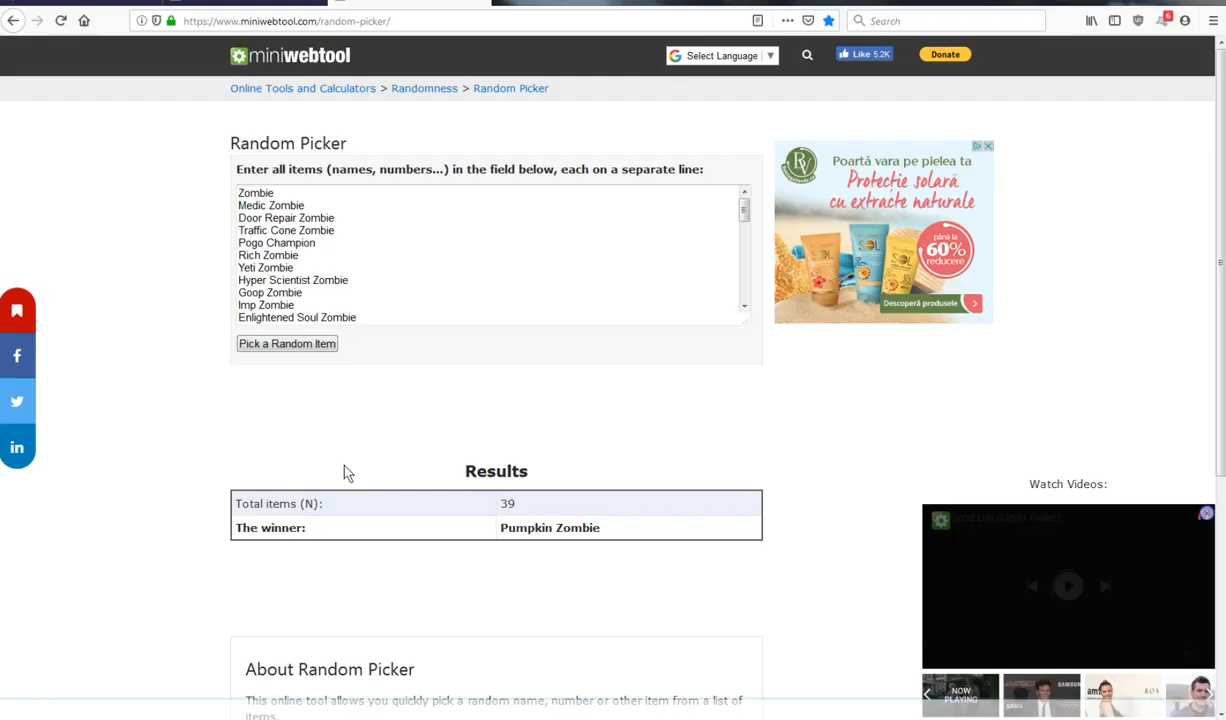 https://www.miniwebtool.com/random-picker/
Search
6
miniwebtool
Select Language
Like 5.2K
Donate
Online Tools and Calculators > Randomness > Random Picker
Random Picker
Enter all items (names, numbers...) in the field below, each on a separate line:
Zombie
Medic Zombie
Door Repair Zombie
Traffic Cone Zombie
Pogo Champion
Rich Zombie
Yeti Zombie
Hyper Scientist Zombie
Goop Zombie
Imp Zombie
Enlightened Soul Zombie
Pick a Random Item
Poartă vara pe pielea ta
Protecție solară
cu extracte naturale
până la
60%
reducere
SOL
SOL
Descoperă produsele
Results
Total items (N): 39
The winner: Pumpkin Zombie
Watch Videos:
NOW
PLAYING
About Random Picker
This online tool allows you quickly pick a random name, number or other item from a list of
items.